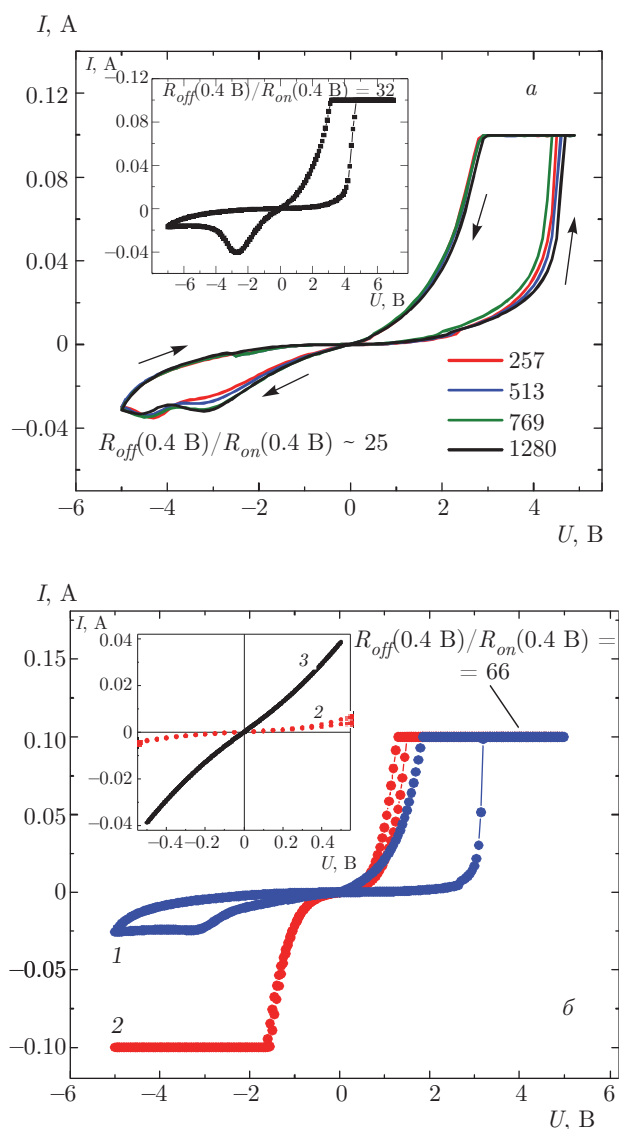 I, A
I, A
а
−0.12
R_off(0.4 В)/R_on(0.4 В) = 32
0.12
0.08
0.08
0.04
0
0.04
−0.04
−6 −4 −2 0 2 4 6
U, В
0
257
513
769
1280
−0.04
R_off(0.4 В)/R_on(0.4 В) ~ 25
−6 −4 −2 0 2 4
U, В
I, A
I, A
0.04
R_off(0.4 В)/R_on(0.4 В) =
= 66
0.15
3
0.02
2
0
0.10
−0.02
−0.04
−0.4 −0.2 0 0.2 0.4
U, В
0.05
0
1
−0.05
2
б
−0.10
−6 −4 −2 0 2 4 6
U, В